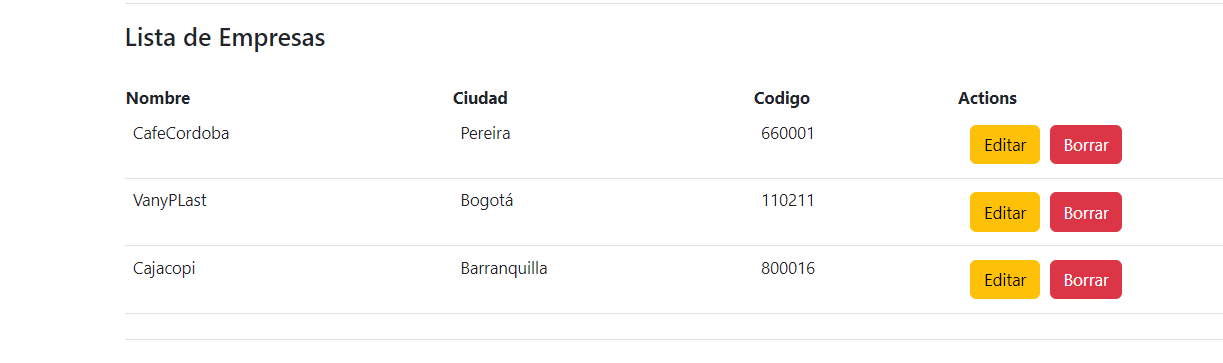 Lista de Empresas
Nombre Ciudad Codigo Actions
CafeCordoba Pereira 660001 Editar Borrar
VanyPLast Bogotá 110211 Editar Borrar
Cajacopi Barranquilla 800016 Editar Borrar